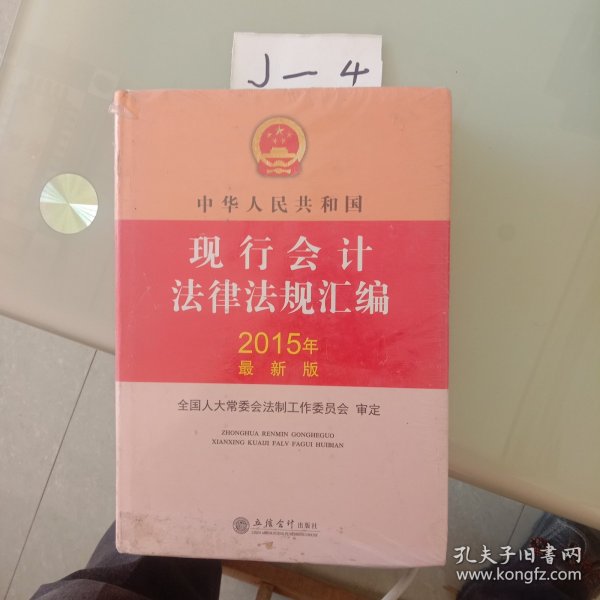 J-4
中华人民共和国
现行会计
法律法规汇编
2015年
最新版
全国人大常委会法制工作委员会 审定
ZHONGHUA RENMIN GONGHEGUO
XIANXING KUAIJI FALV FAGUI HUIBIAN
立信会计出版社
孔夫子旧书网
www.kongfz.com